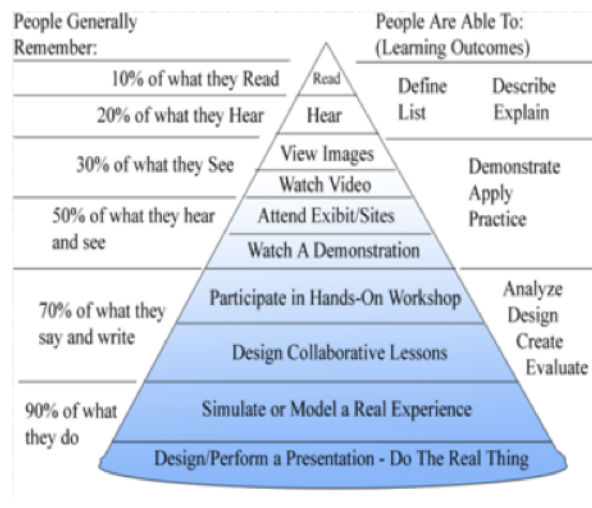 People Generally
Remember:
People Are Able To:
(Learning Outcomes)
10% of what they Read
Read
Define
Describe
20% of what they Hear
Hear
List
Explain
30% of what they See
View Images
Watch Video
Demonstrate
Apply
Practice
50% of what they hear
and see
Attend Exibit/Sites
Watch A Demonstration
70% of what they
say and write
Participate in Hands-On Workshop
Design Collaborative Lessons
Analyze
Design
Create
Evaluate
90% of what
they do
Simulate or Model a Real Experience
Design/Perform a Presentation - Do The Real Thing